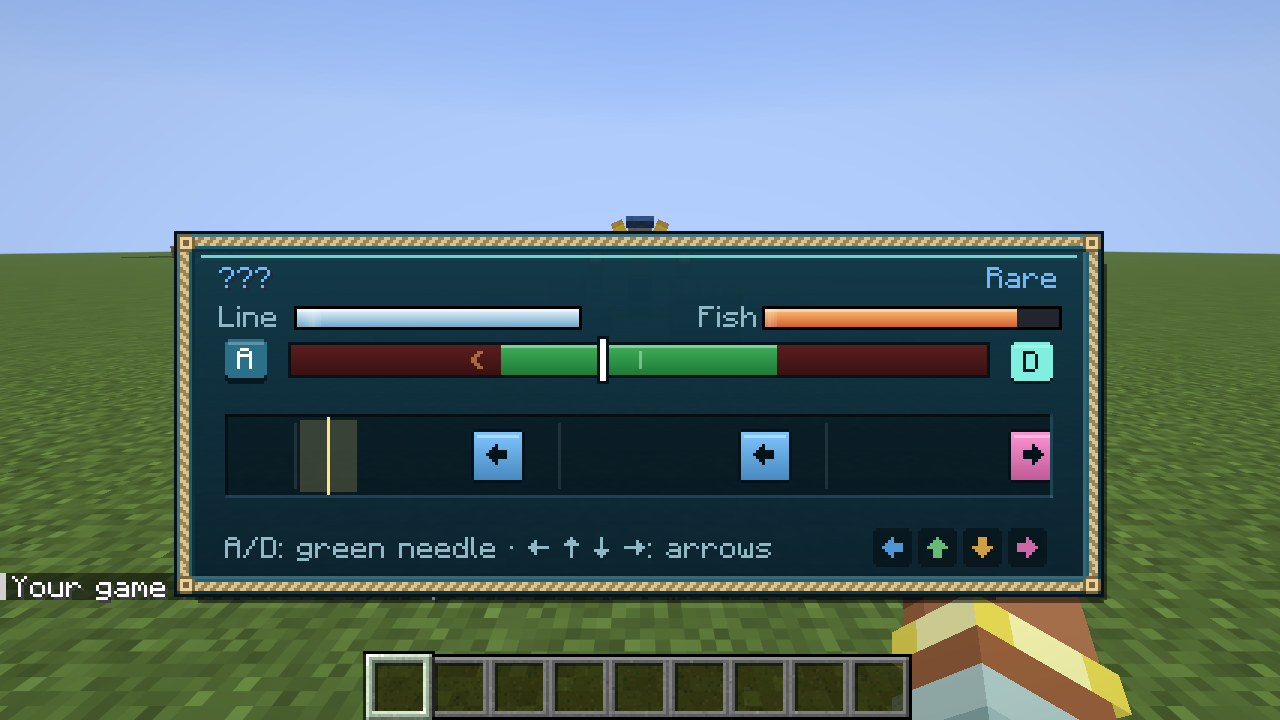 ???
Rare
Line
Fish
A
D
A/D: green needle · ← ↑ ↓ →: arrows
Your game